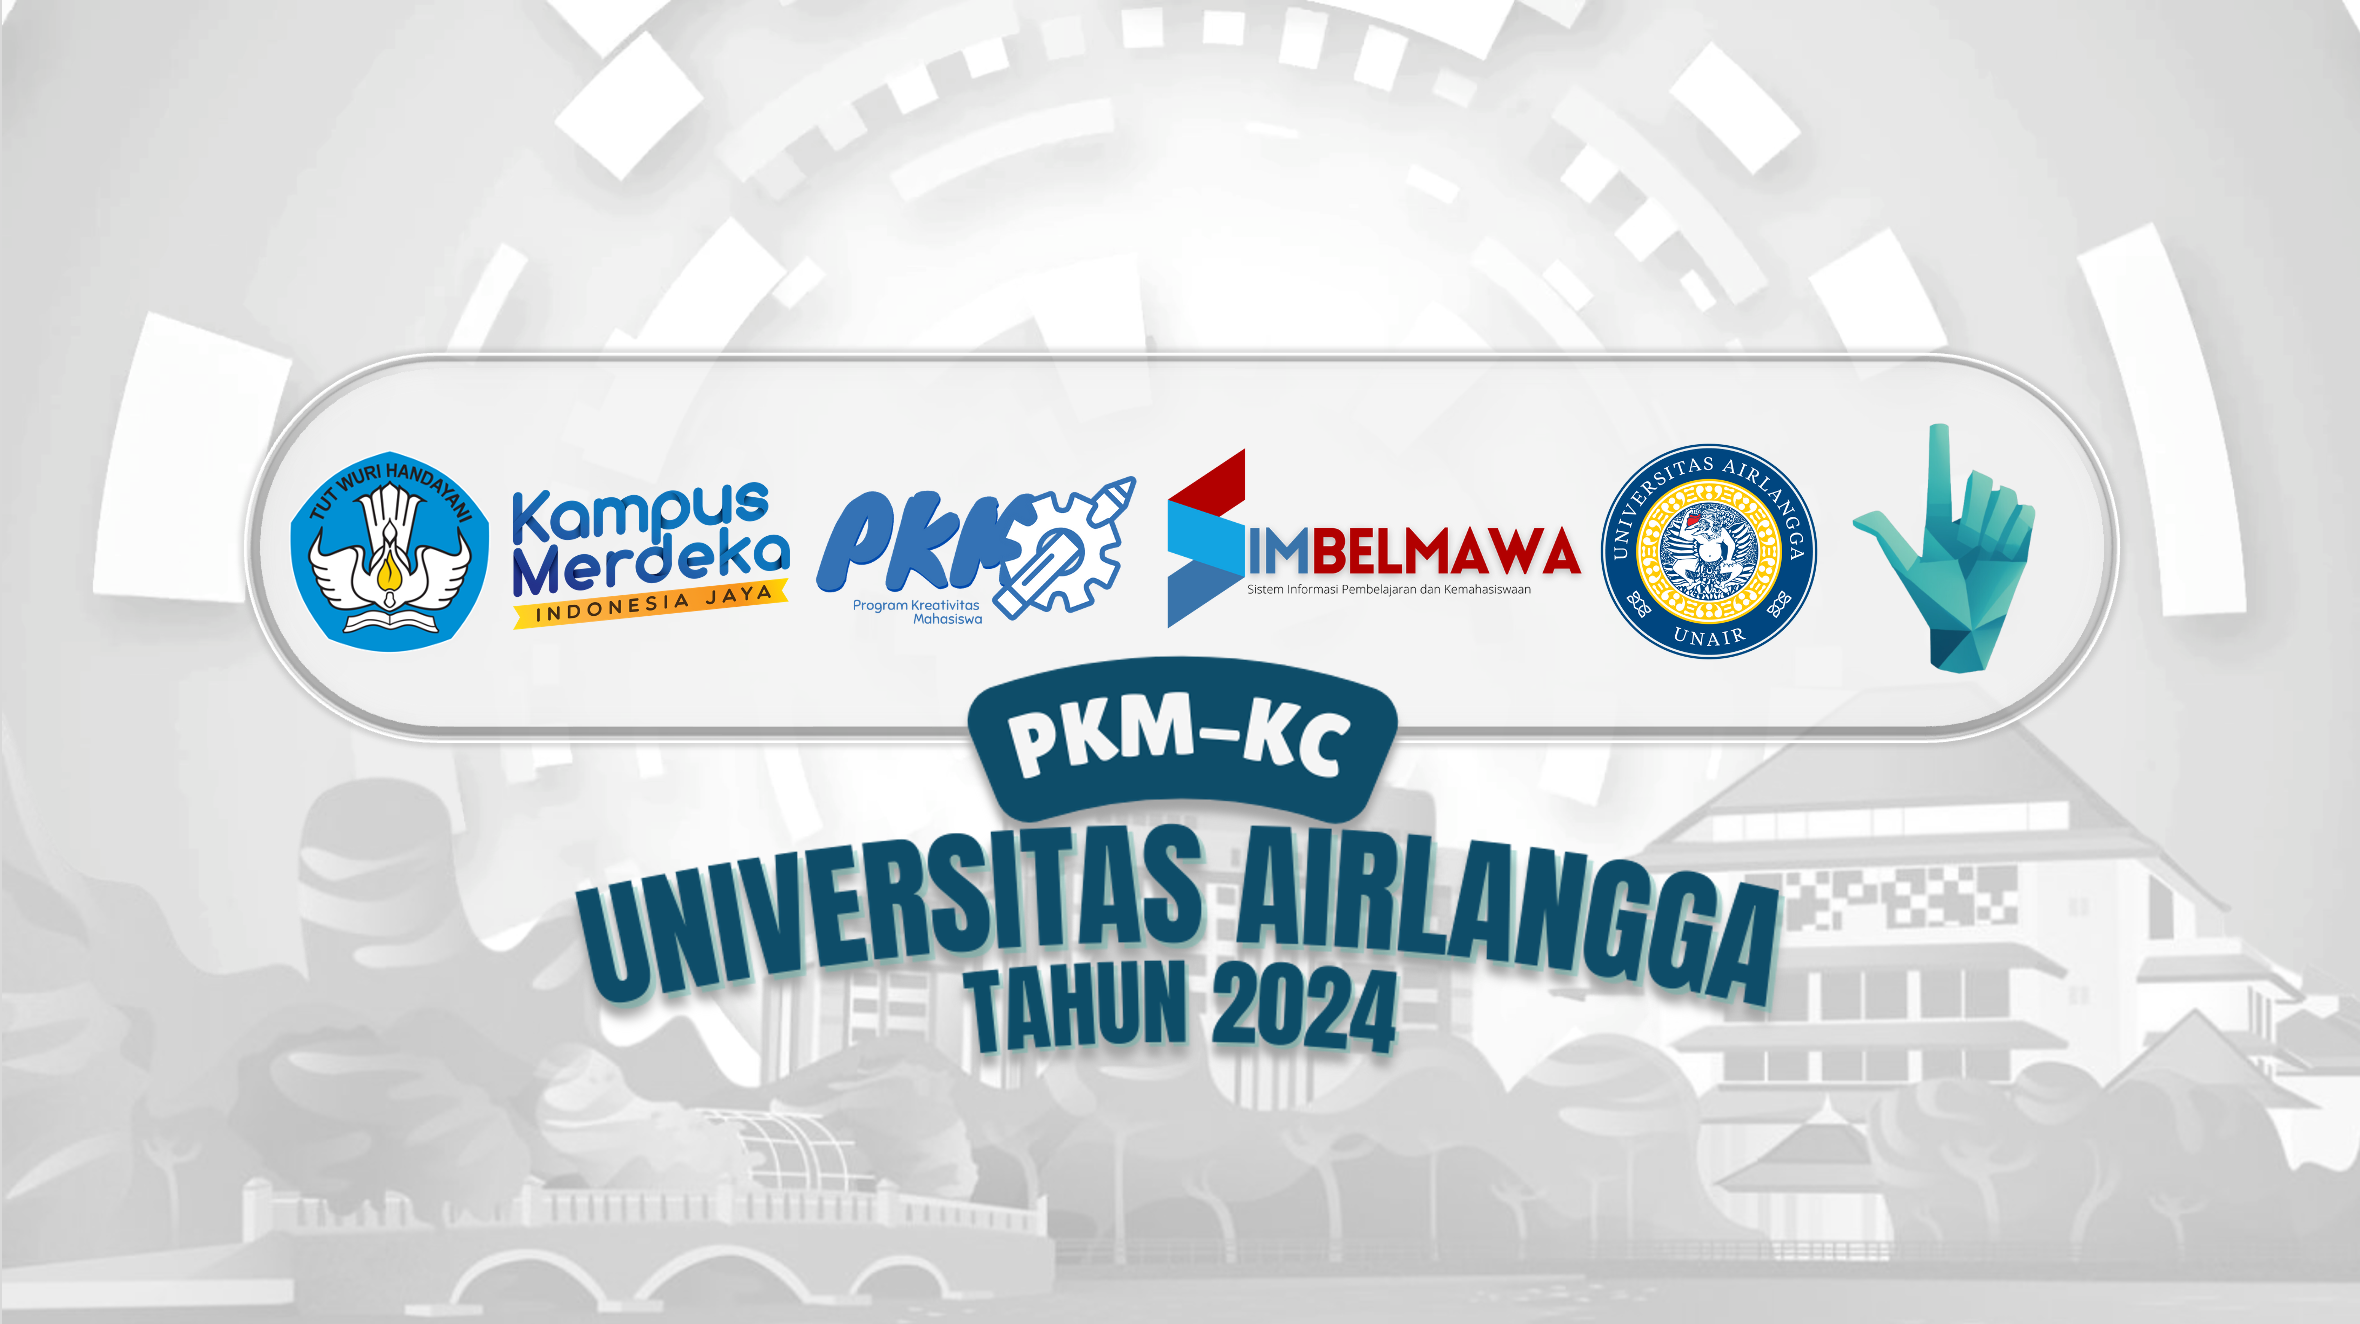 TUT WURI HANDAYANI
Kampus
Merdeka
INDONESIA JAYA
PKM
Program Kreativitas
Mahasiswa
SIMBELMAWA
Sistem Informasi Pembelajaran dan Kemahasiswaan
UNIVERSITAS AIRLANGGA
UNAIR
PKM-KC
UNIVERSITAS AIRLANGGA
TAHUN 2024